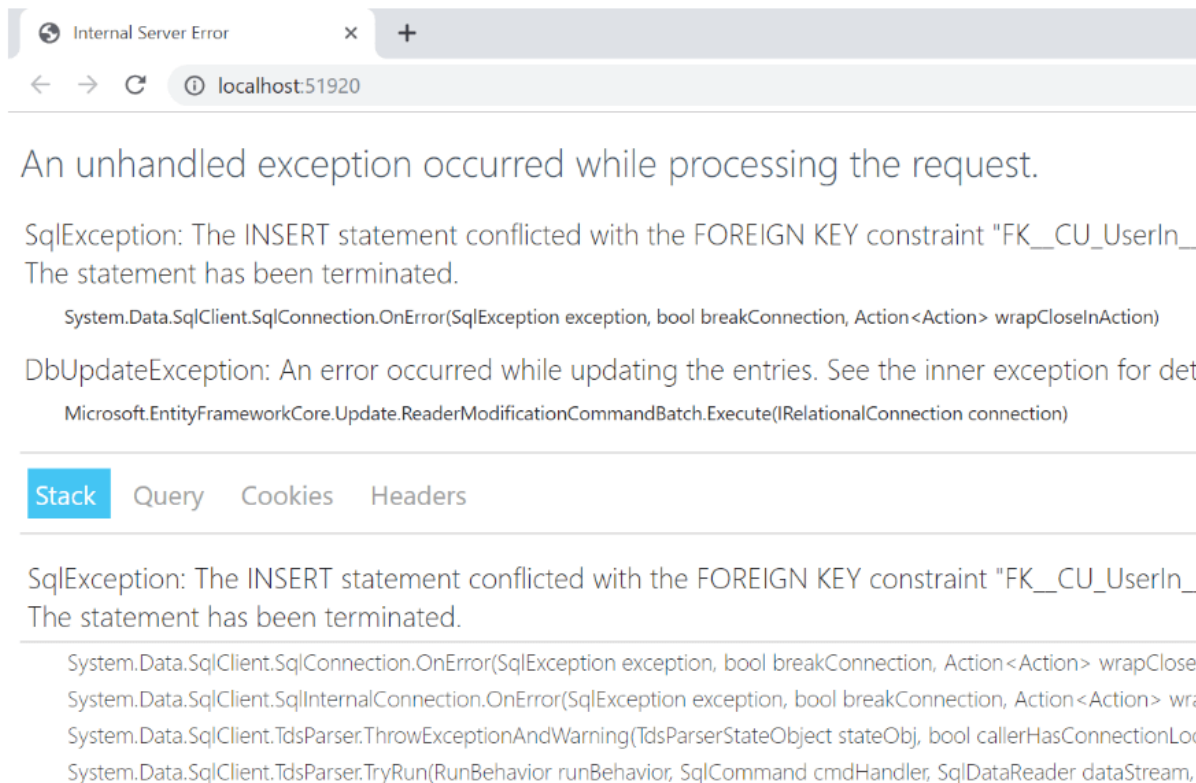 Internal Server Error
localhost:51920
An unhandled exception occurred while processing the request.
SqlException: The INSERT statement conflicted with the FOREIGN KEY constraint "FK__CU_UserIn__
The statement has been terminated.
System.Data.SqlClient.SqlConnection.OnError(SqlException exception, bool breakConnection, Action<Action> wrapCloseInAction)
DbUpdateException: An error occurred while updating the entries. See the inner exception for det
Microsoft.EntityFrameworkCore.Update.ReaderModificationCommandBatch.Execute(IRelationalConnection connection)
Stack Query Cookies Headers
SqlException: The INSERT statement conflicted with the FOREIGN KEY constraint "FK__CU_UserIn_
The statement has been terminated.
System.Data.SqlClient.SqlConnection.OnError(SqlException exception, bool breakConnection, Action<Action> wrapClose
System.Data.SqlClient.SqlInternalConnection.OnError(SqlException exception, bool breakConnection, Action<Action> wra
System.Data.SqlClient.TdsParser.ThrowExceptionAndWarning(TdsParserStateObject stateObj, bool callerHasConnectionLoc
System.Data.SqlClient.TdsParser.TryRun(RunBehavior runBehavior, SqlCommand cmdHandler, SqlDataReader dataStream,